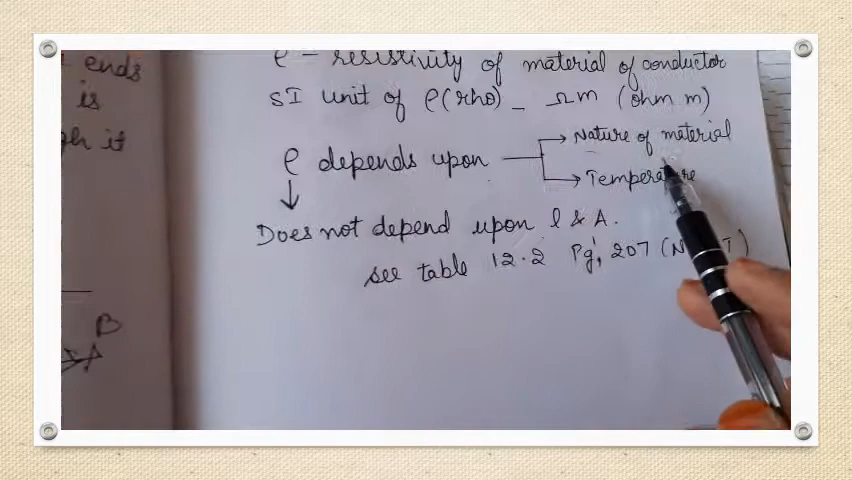 ends
is
it
ρ - resistivity of material of conductor
SI unit of ρ(rho) - Ωm (ohm m)
ρ depends upon → Nature of material
→ Temperature
↓
Does not depend upon l & A.
see table 12.2 Pg. 207 (N T)
B
A